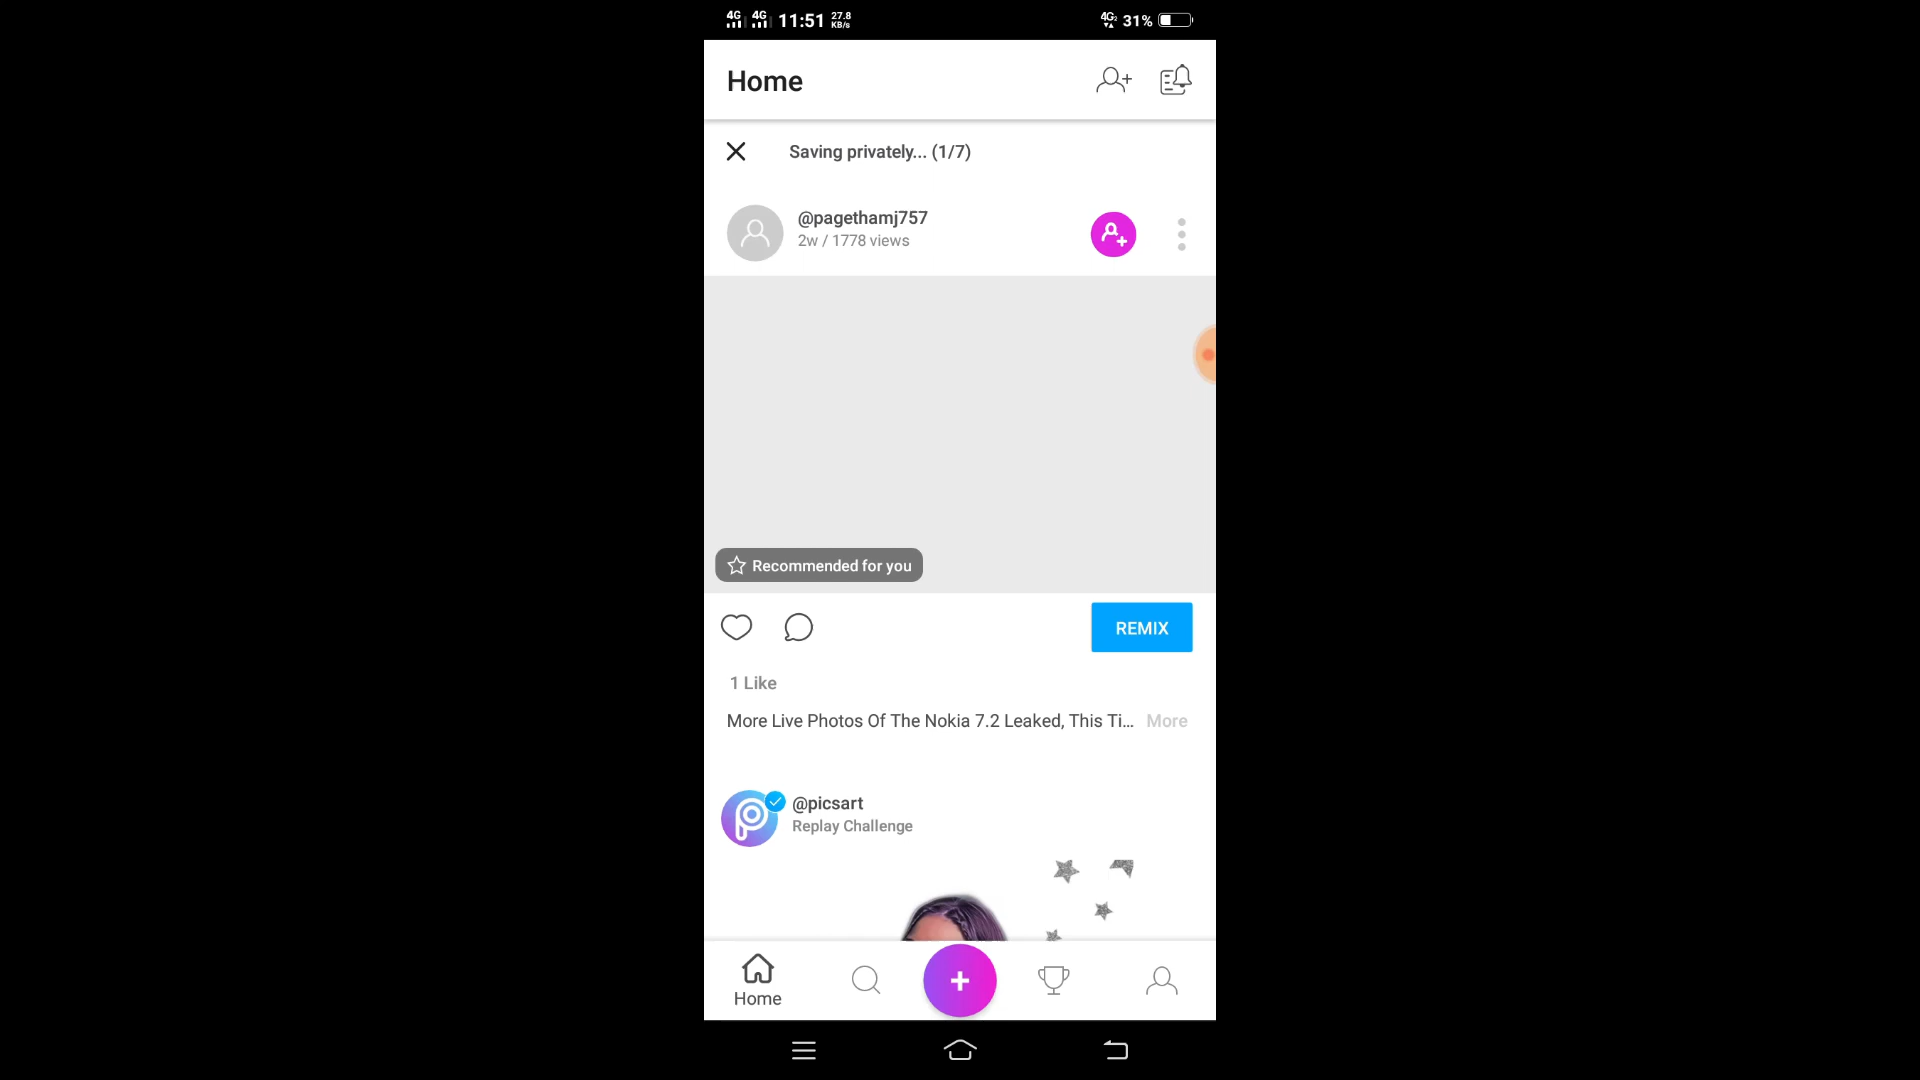 4G 4G 11:51 27.8 KB/s 4G² 31%
Home
Saving privately... (1/7)
@pagethamj757
2w / 1778 views
Recommended for you
REMIX
1 Like
More Live Photos Of The Nokia 7.2 Leaked, This Ti... More
@picsart
Replay Challenge
Home